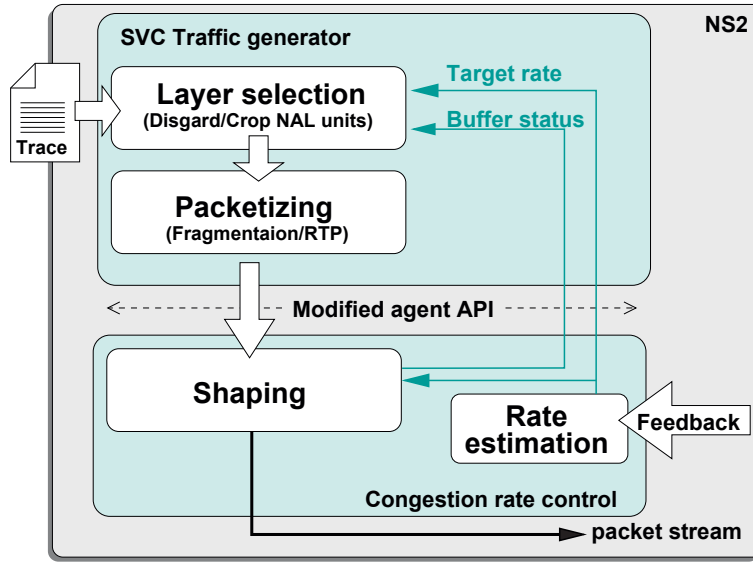 NS2
SVC Traffic generator
Target rate
Layer selection
(Disgard/Crop NAL units)
Buffer status
Trace
Packetizing
(Fragmentaion/RTP)
Modified agent API
Shaping
Rate
estimation
Feedback
Congestion rate control
packet stream